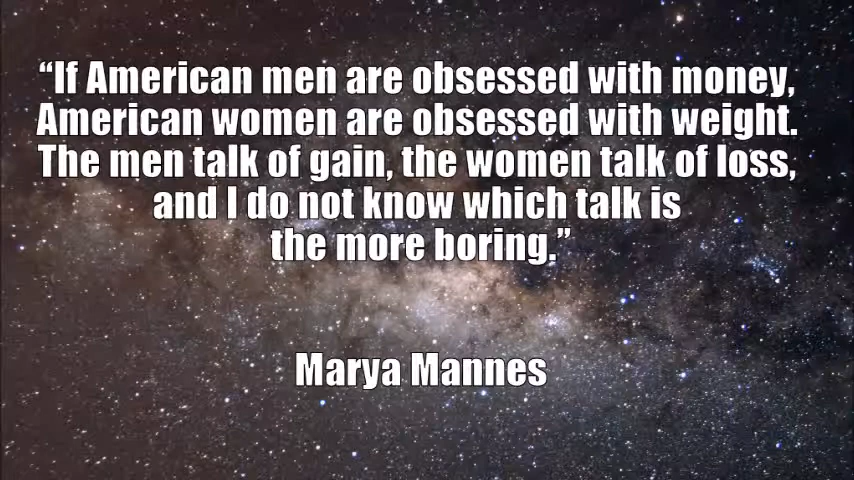 “If American men are obsessed with money,
American women are obsessed with weight.
The men talk of gain, the women talk of loss,
and I do not know which talk is
the more boring.”
Marya Mannes